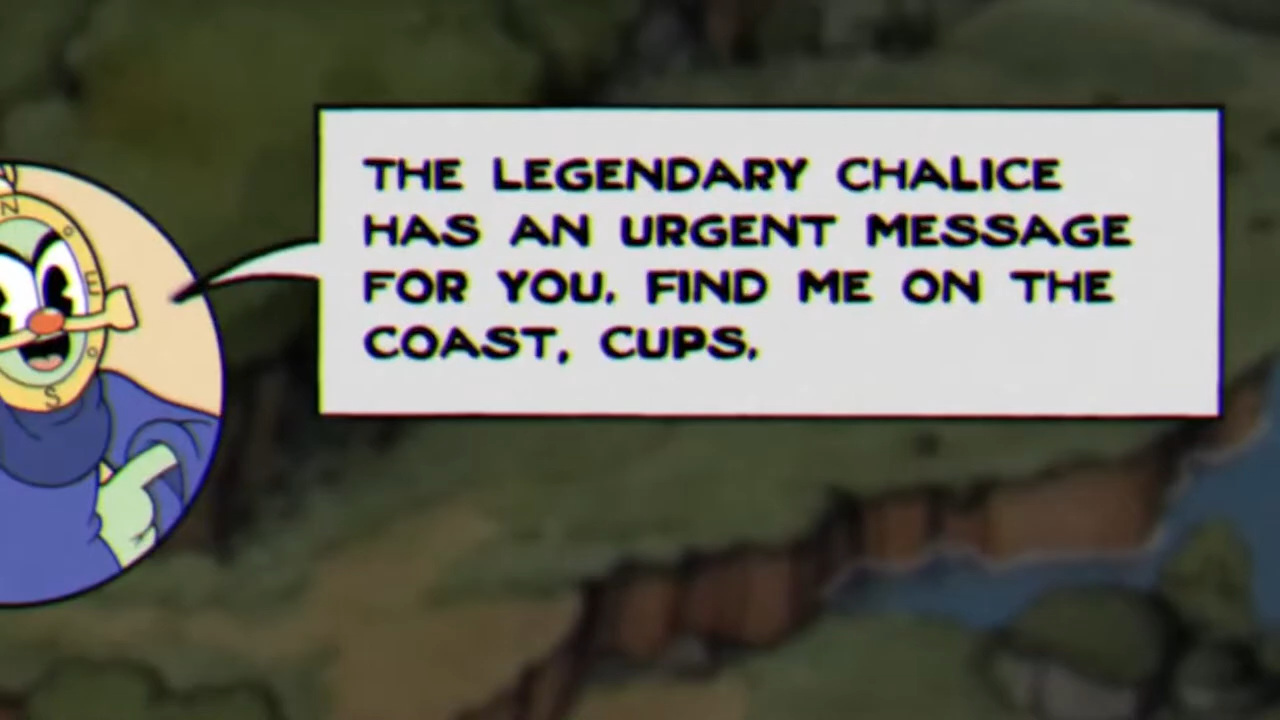 THE LEGENDARY CHALICE
HAS AN URGENT MESSAGE
FOR YOU. FIND ME ON THE
COAST, CUPS.
N
E
S